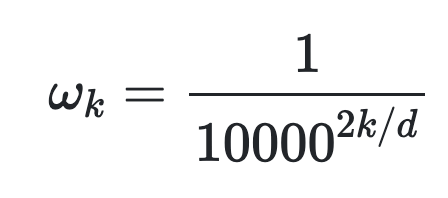 ω_k = 1 / 10000^{2k/d}